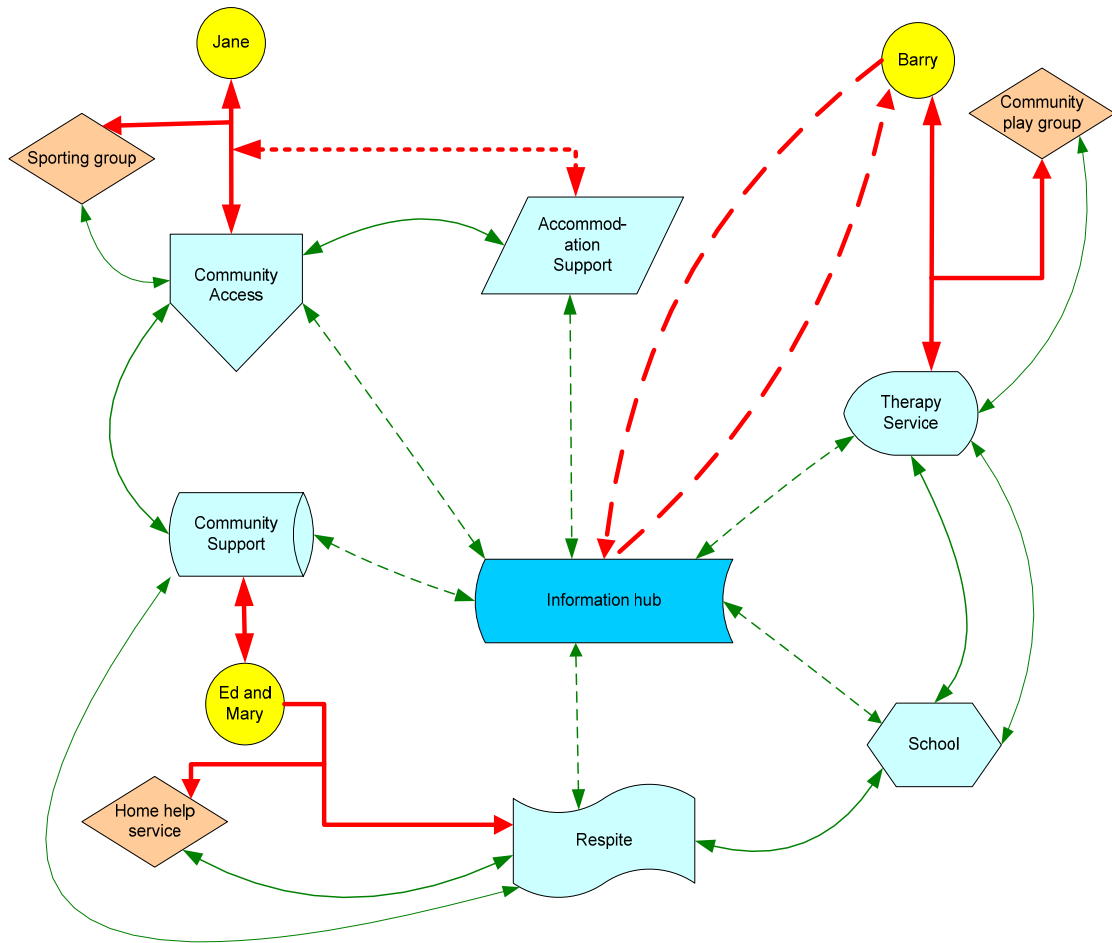 Jane
Barry
Community
play group
Sporting group
Accommod-
ation
Support
Community
Access
Therapy
Service
Community
Support
Information hub
Ed and
Mary
School
Home help
service
Respite